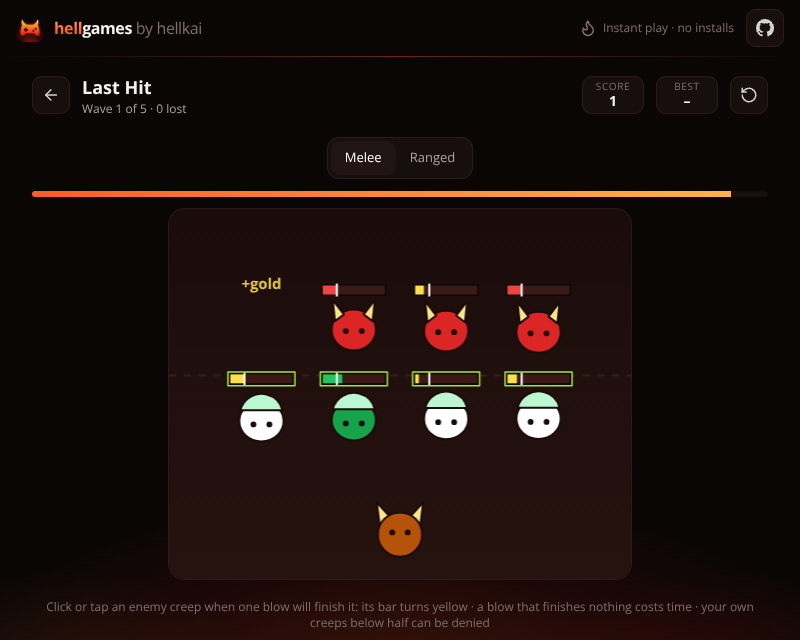 hellgames by hellkai
Instant play · no installs
Last Hit
Wave 1 of 5 · 0 lost
SCORE
1
BEST
–
Melee
Ranged
+gold
Click or tap an enemy creep when one blow will finish it: its bar turns yellow · a blow that finishes nothing costs time · your own
creeps below half can be denied